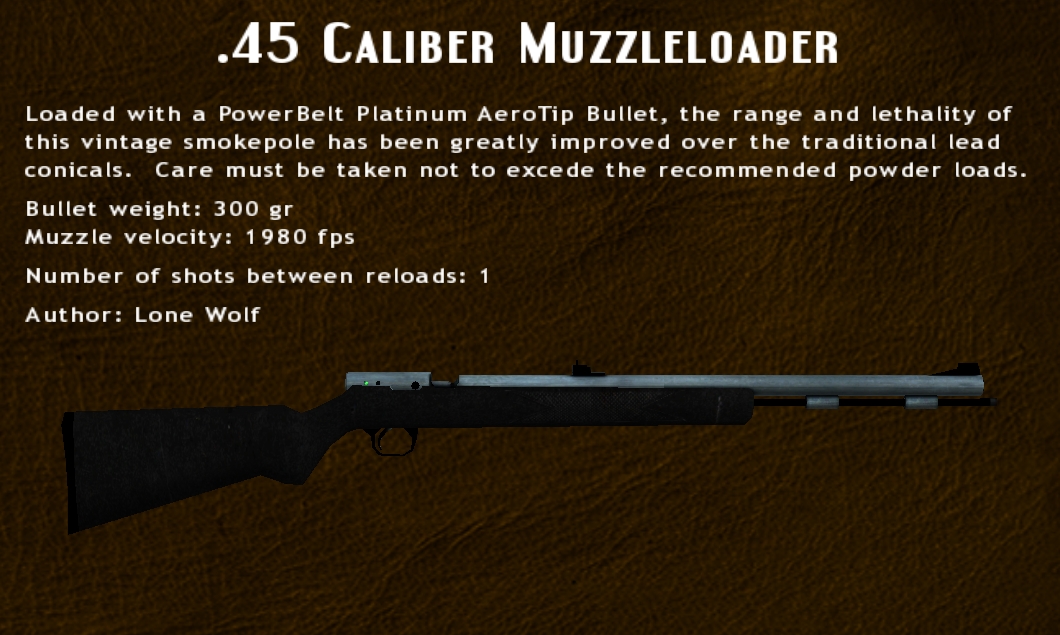 .45 Caliber Muzzleloader
Loaded with a PowerBelt Platinum AeroTip Bullet, the range and lethality of
this vintage smokepole has been greatly improved over the traditional lead
conicals.  Care must be taken not to excede the recommended powder loads.
Bullet weight: 300 gr
Muzzle velocity: 1980 fps
Number of shots between reloads: 1
Author: Lone Wolf